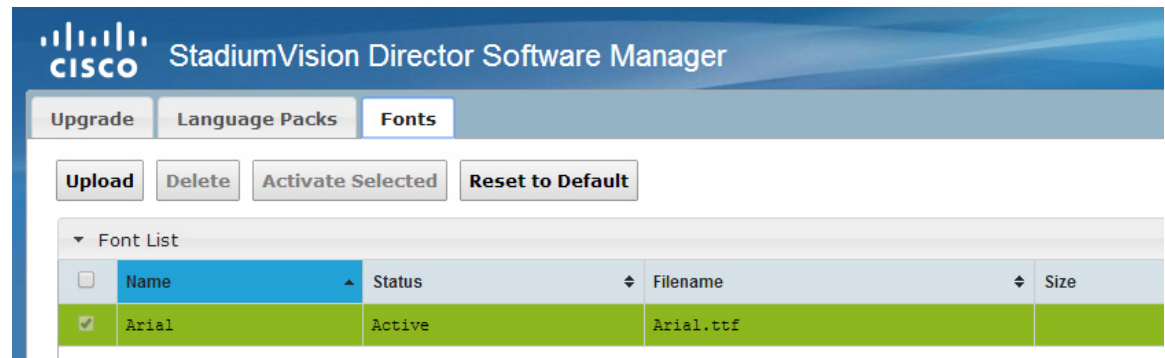 CISCO StadiumVision Director Software Manager
Upgrade Language Packs Fonts
Upload Delete Activate Selected Reset to Default
Font List
Name Status Filename Size
Arial Active Arial.ttf